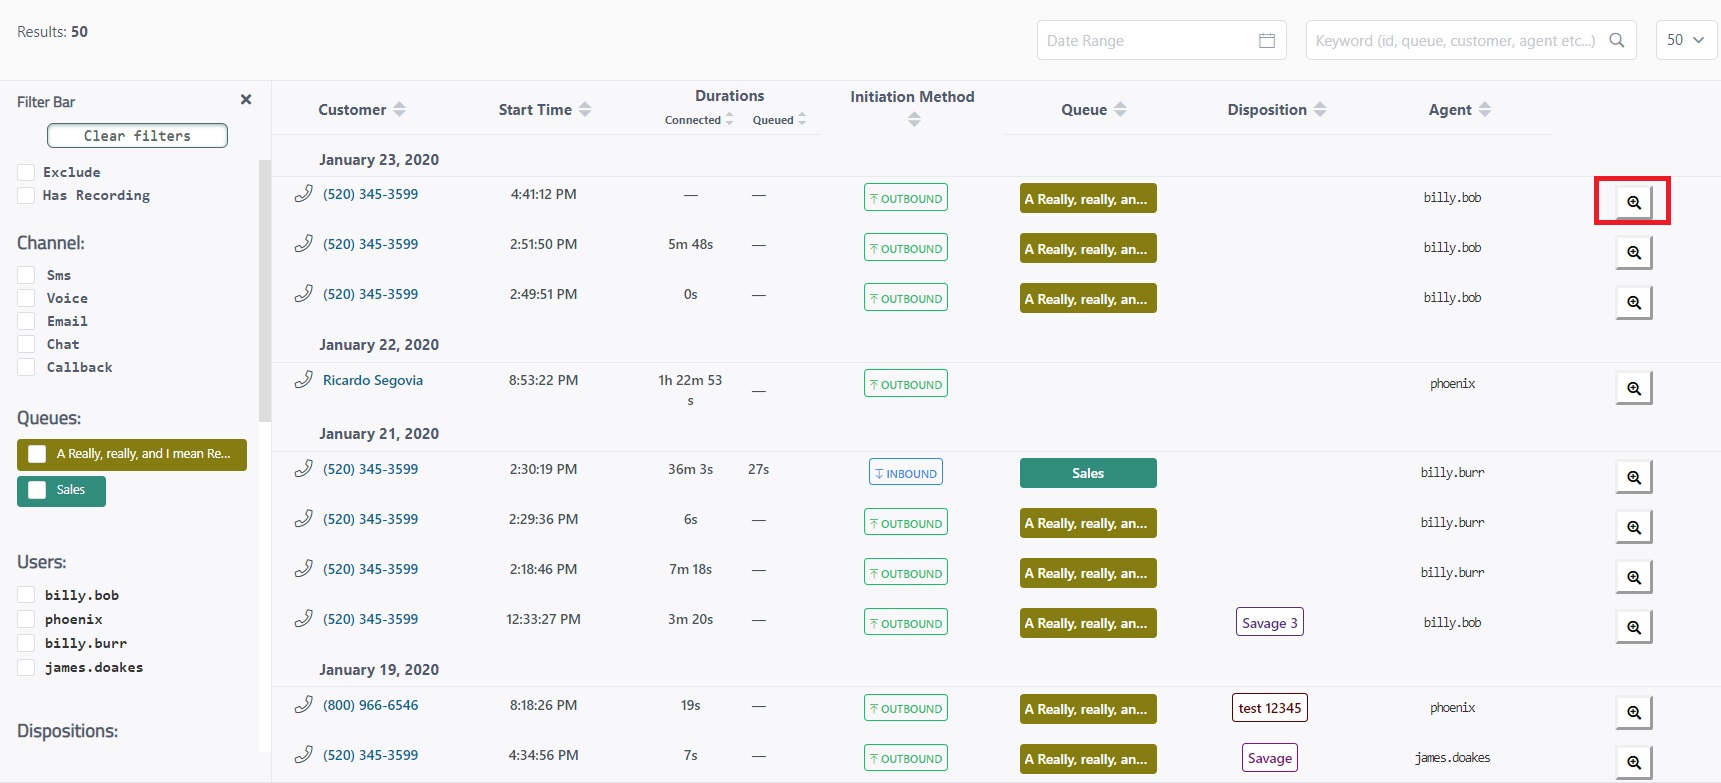 Results: 50
Date Range
Keyword (id, queue, customer, agent etc...)
50
Filter Bar
Clear filters
Exclude
Has Recording
Channel:
Sms
Voice
Email
Chat
Callback
Queues:
A Really, really, and I mean Re...
Sales
Users:
billy.bob
phoenix
billy.burr
james.doakes
Dispositions:
Customer Start Time Durations Initiation Method Queue Disposition Agent
Connected Queued
January 23, 2020
(520) 345-3599 4:41:12 PM — — OUTBOUND A Really, really, an... billy.bob
(520) 345-3599 2:51:50 PM 5m 48s — OUTBOUND A Really, really, an... billy.bob
(520) 345-3599 2:49:51 PM 0s — OUTBOUND A Really, really, an... billy.bob
January 22, 2020
Ricardo Segovia 8:53:22 PM 1h 22m 53 — OUTBOUND phoenix
s
January 21, 2020
(520) 345-3599 2:30:19 PM 36m 3s 27s INBOUND Sales billy.burr
(520) 345-3599 2:29:36 PM 6s — OUTBOUND A Really, really, an... billy.burr
(520) 345-3599 2:18:46 PM 7m 18s — OUTBOUND A Really, really, an... billy.burr
(520) 345-3599 12:33:27 PM 3m 20s — OUTBOUND A Really, really, an... Savage 3 billy.bob
January 19, 2020
(800) 966-6546 8:18:26 PM 19s — OUTBOUND A Really, really, an... test 12345 phoenix
(520) 345-3599 4:34:56 PM 7s — OUTBOUND A Really, really, an... Savage james.doakes